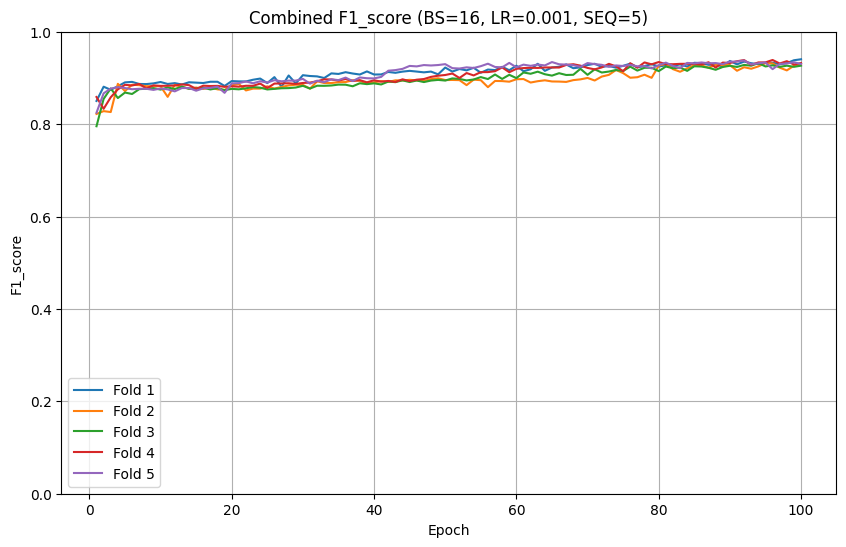 Combined F1_score (BS=16, LR=0.001, SEQ=5)
1.0
0.8
0.6
0.4
0.2
0.0
F1_score
Fold 1
Fold 2
Fold 3
Fold 4
Fold 5
0 20 40 60 80 100
Epoch